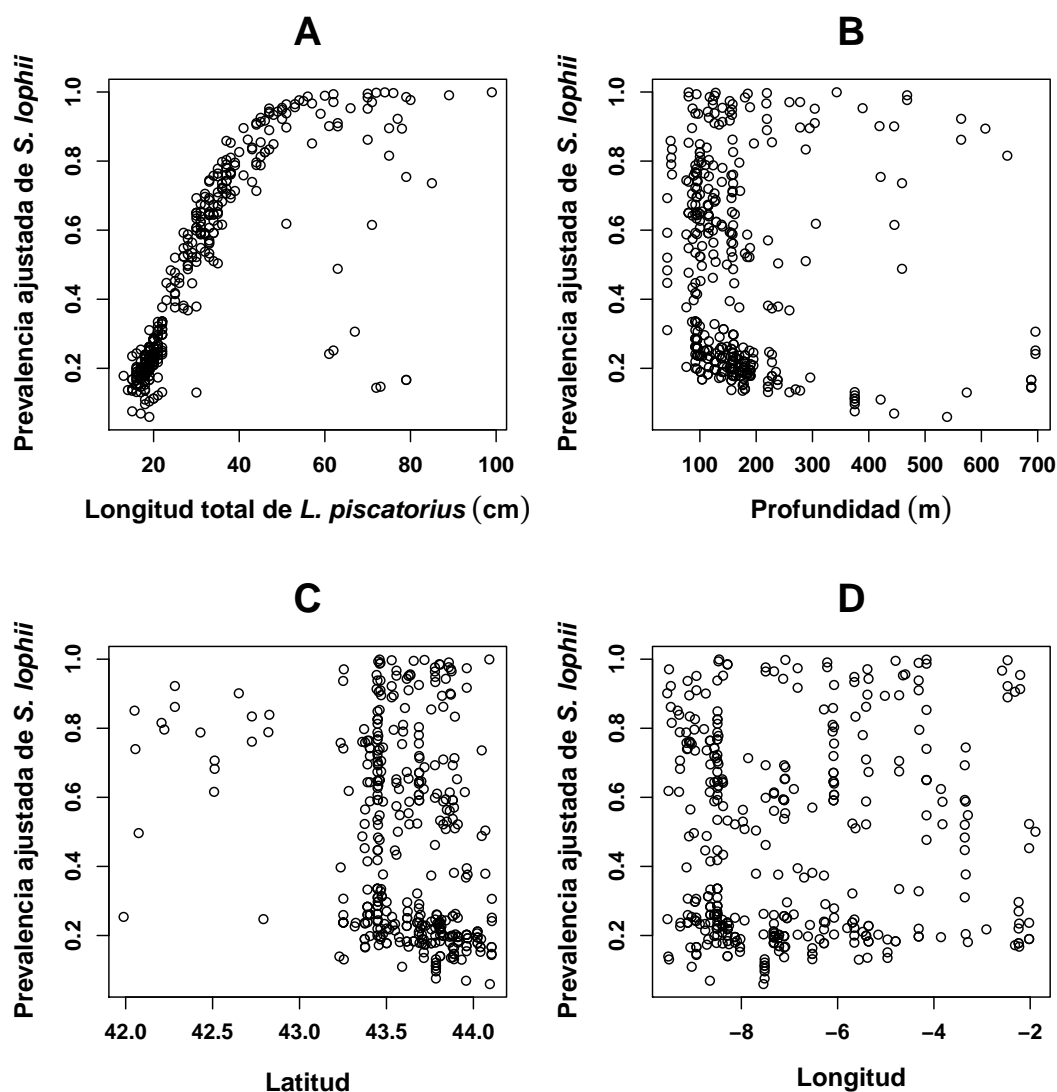 A
Prevalencia ajustada de S. lophii
0.2 0.4 0.6 0.8 1.0
20 40 60 80 100
Longitud total de L. piscatorius (cm)
B
Prevalencia ajustada de S. lophii
0.2 0.4 0.6 0.8 1.0
100 200 300 400 500 600 700
Profundidad (m)
C
Prevalencia ajustada de S. lophii
0.2 0.4 0.6 0.8 1.0
42.0 42.5 43.0 43.5 44.0
Latitud
D
Prevalencia ajustada de S. lophii
0.2 0.4 0.6 0.8 1.0
−8 −6 −4 −2
Longitud